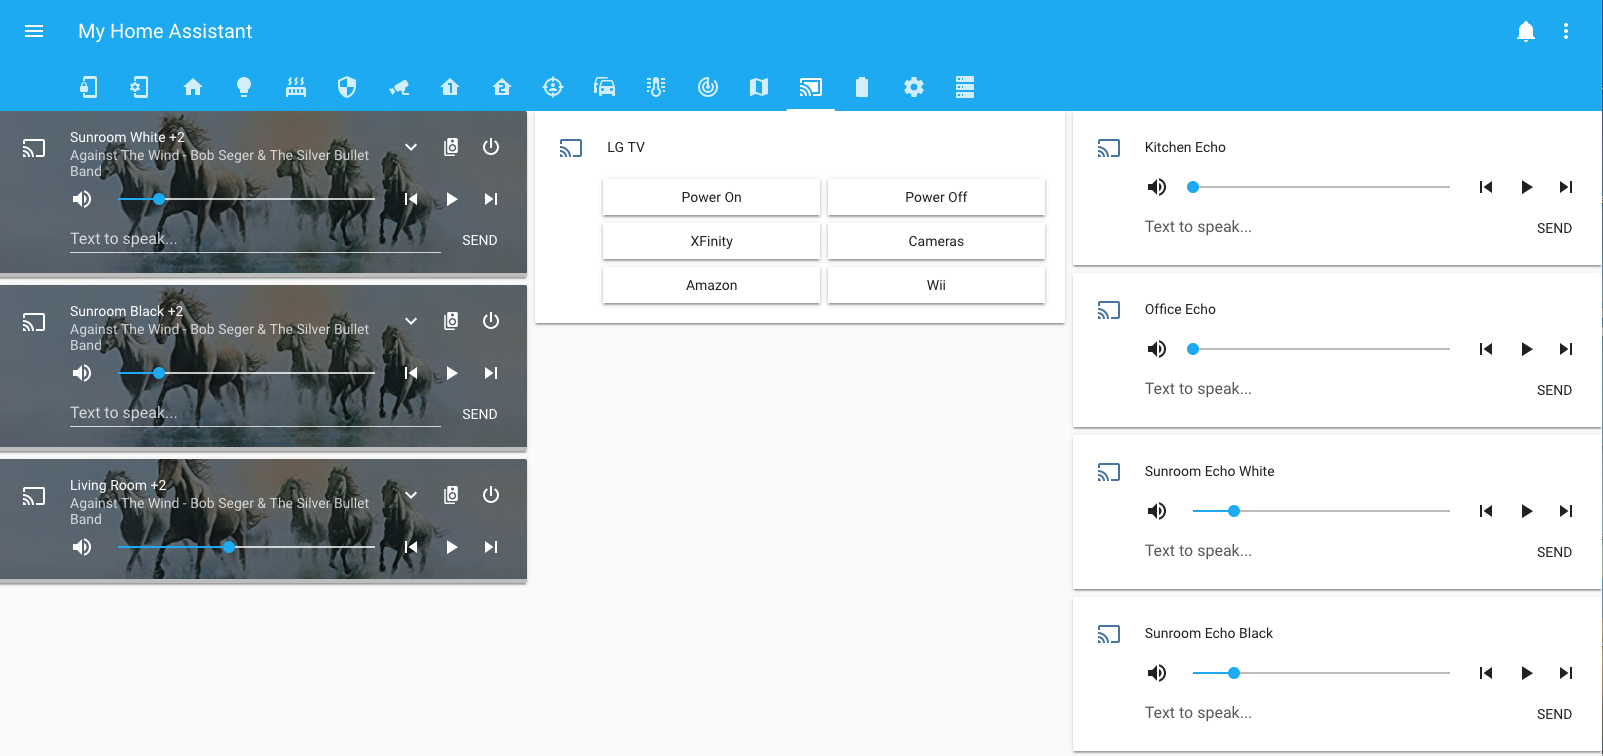 My Home Assistant
Sunroom White +2
Against The Wind - Bob Seger & The Silver Bullet
Band
Text to speak...
SEND
Sunroom Black +2
Against The Wind - Bob Seger & The Silver Bullet
Band
Text to speak...
SEND
Living Room +2
Against The Wind - Bob Seger & The Silver Bullet
Band
LG TV
Power On
Power Off
XFinity
Cameras
Amazon
Wii
Kitchen Echo
Text to speak...
SEND
Office Echo
Text to speak...
SEND
Sunroom Echo White
Text to speak...
SEND
Sunroom Echo Black
Text to speak...
SEND